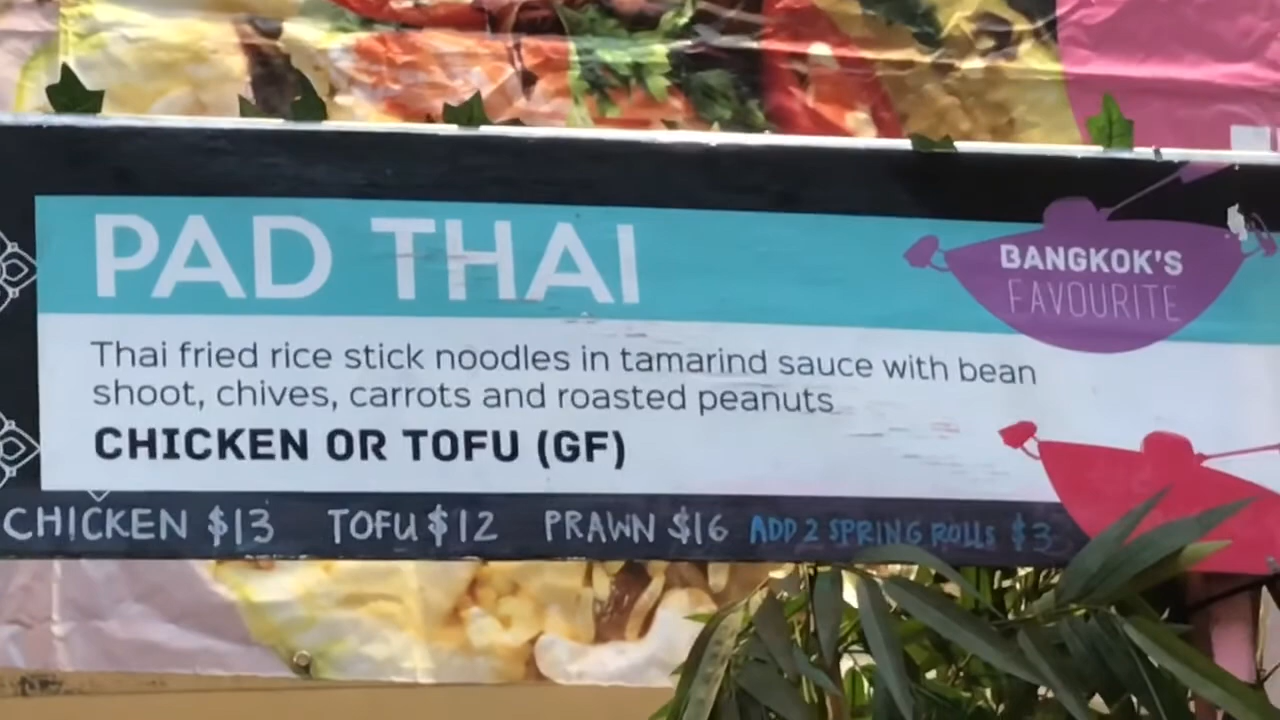 PAD THAI
BANGKOK'S
FAVOURITE
Thai fried rice stick noodles in tamarind sauce with bean
shoot, chives, carrots and roasted peanuts
CHICKEN OR TOFU (GF)
CHICKEN $13 TOFU $12 PRAWN $16 ADD 2 SPRING ROLLS $3